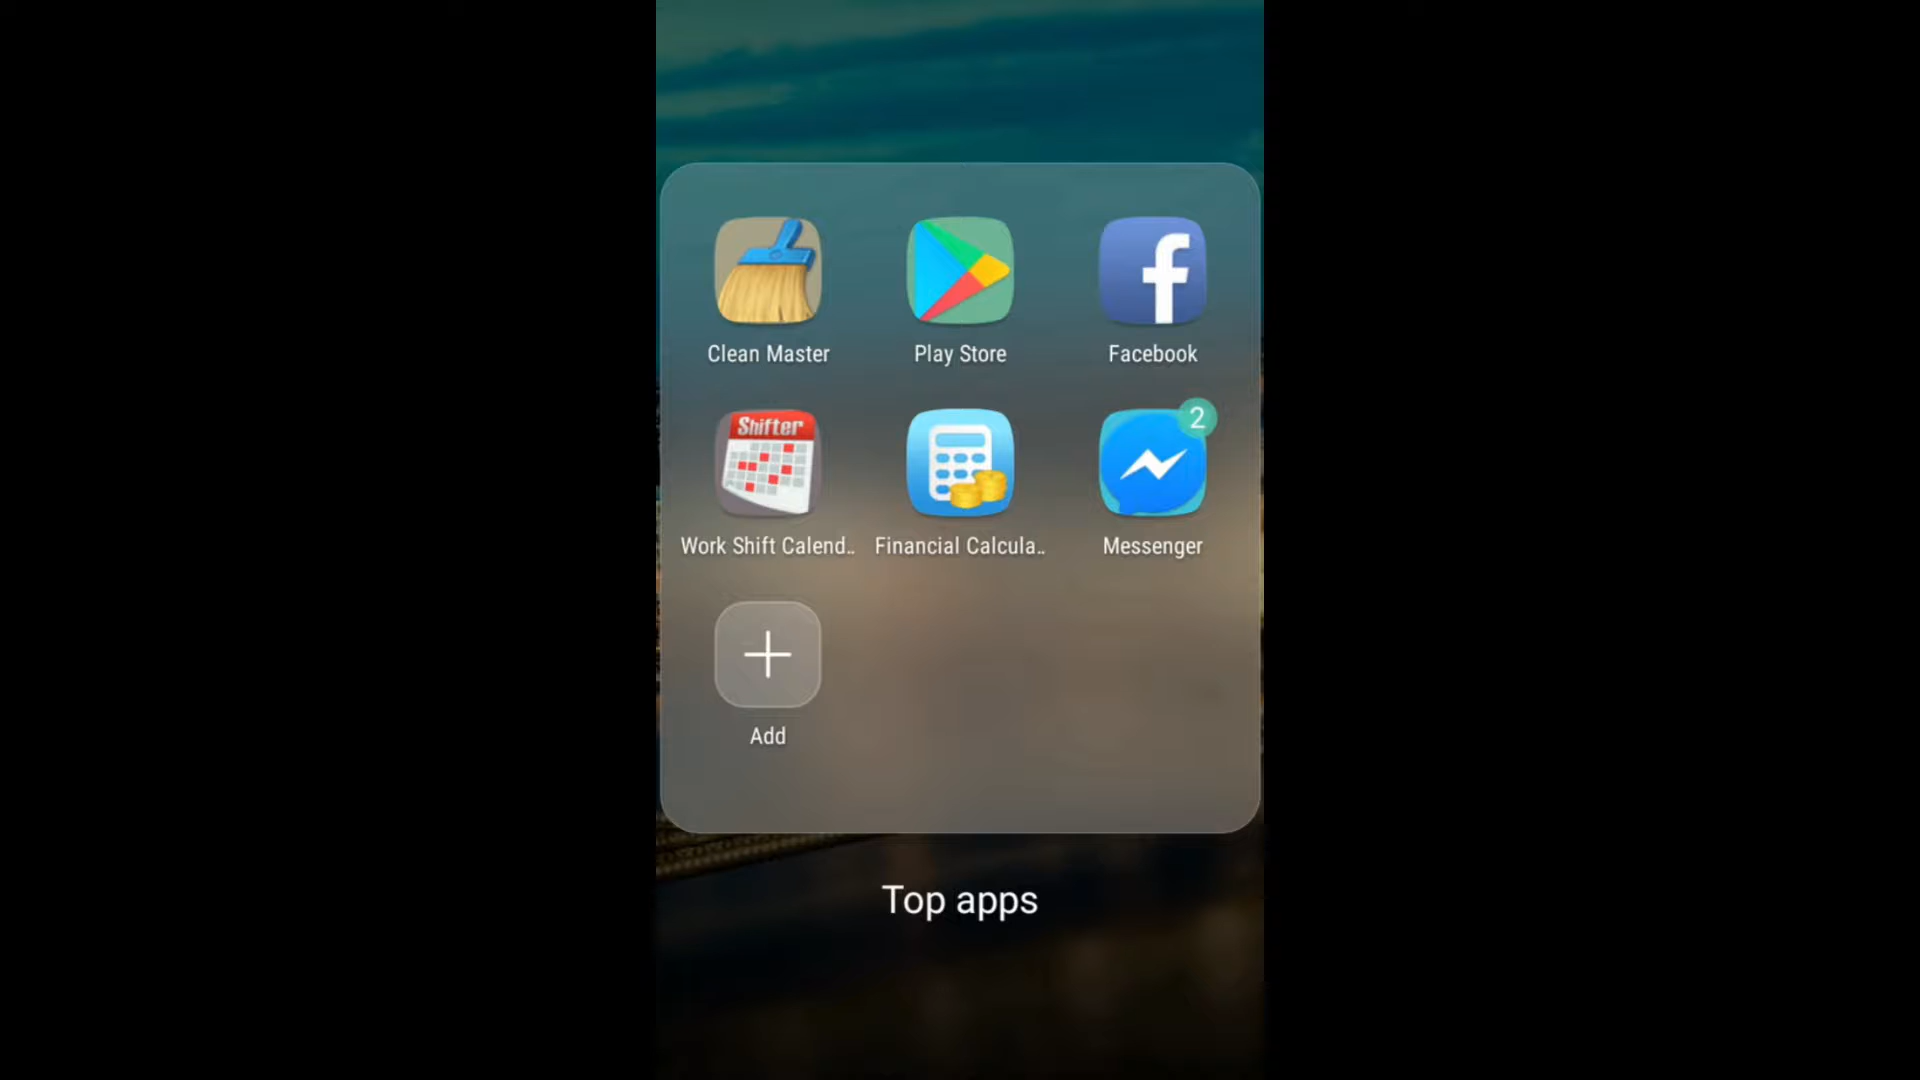 Clean Master
Play Store
Facebook
Shifter
2
Work Shift Calend..
Financial Calcula..
Messenger
Add
Top apps